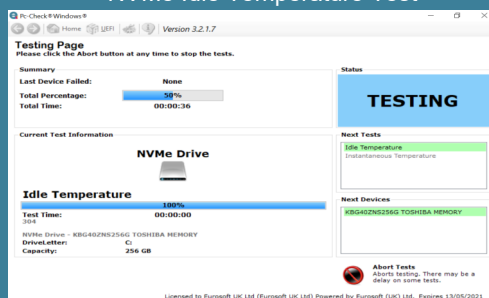 NVMe Idle Temperature Test
Pc-Check®Windows®
Home UEFI Version 3.2.1.7
Testing Page
Please click the Abort button at any time to stop the tests.
Summary
Last Device Failed: None
Total Percentage: 50%
Total Time: 00:00:36
Status
TESTING
Current Test Information
NVMe Drive
Idle Temperature
100%
Test Time: 00:00:00
304
NVMe Drive - KBG40ZNS256G TOSHIBA MEMORY
DriveLetter: C:
Capacity: 256 GB
Next Tests
Idle Temperature
Instantaneous Temperature
Next Devices
KBG40ZNS256G TOSHIBA MEMORY
Abort Tests
Aborts testing. There may be a
delay on some tests.
Licensed to Eurosoft UK Ltd (Eurosoft UK Ltd) Powered by Eurosoft (UK) Ltd. Expires 13/05/2021